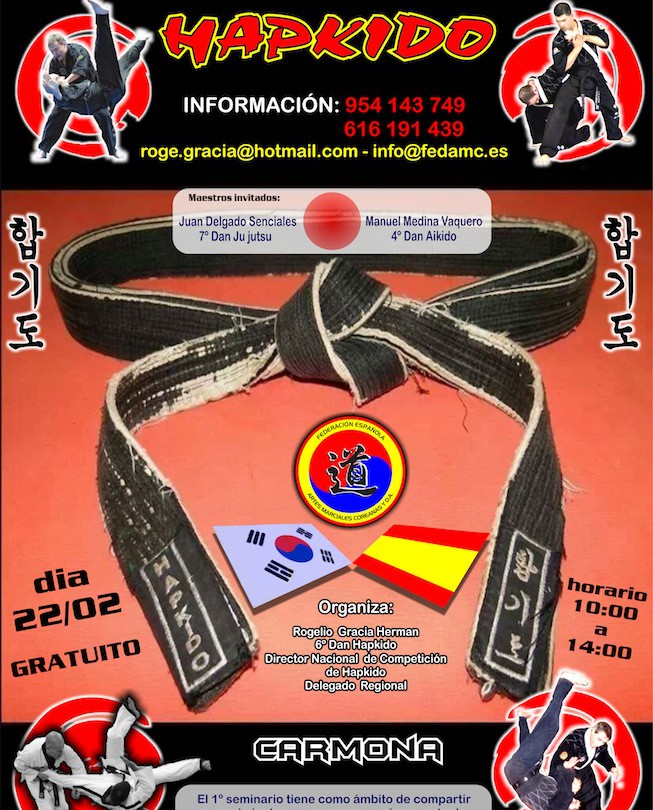 HAPKIDO
INFORMACIÓN: 954 143 749
616 191 439
roge.gracia@hotmail.com - info@fedamc.es
Maestros invitados:
Juan Delgado Senciales
7º Dan Ju jutsu
Manuel Medina Vaquero
4º Dan Aikido
합기도
합기도
FEDERACIÓN ESPAÑOLA
道
ARTES MARCIALES COREANAS Y D.A.
HAPKIDO
dia
22/02
GRATUITO
horario
10:00
a
14:00
Organiza:
Rogelio Gracia Herman
6º Dan Hapkido
Director Nacional de Competición
de Hapkido
Delegado Regional
CARMONA
El 1º seminario tiene como ámbito de compartir